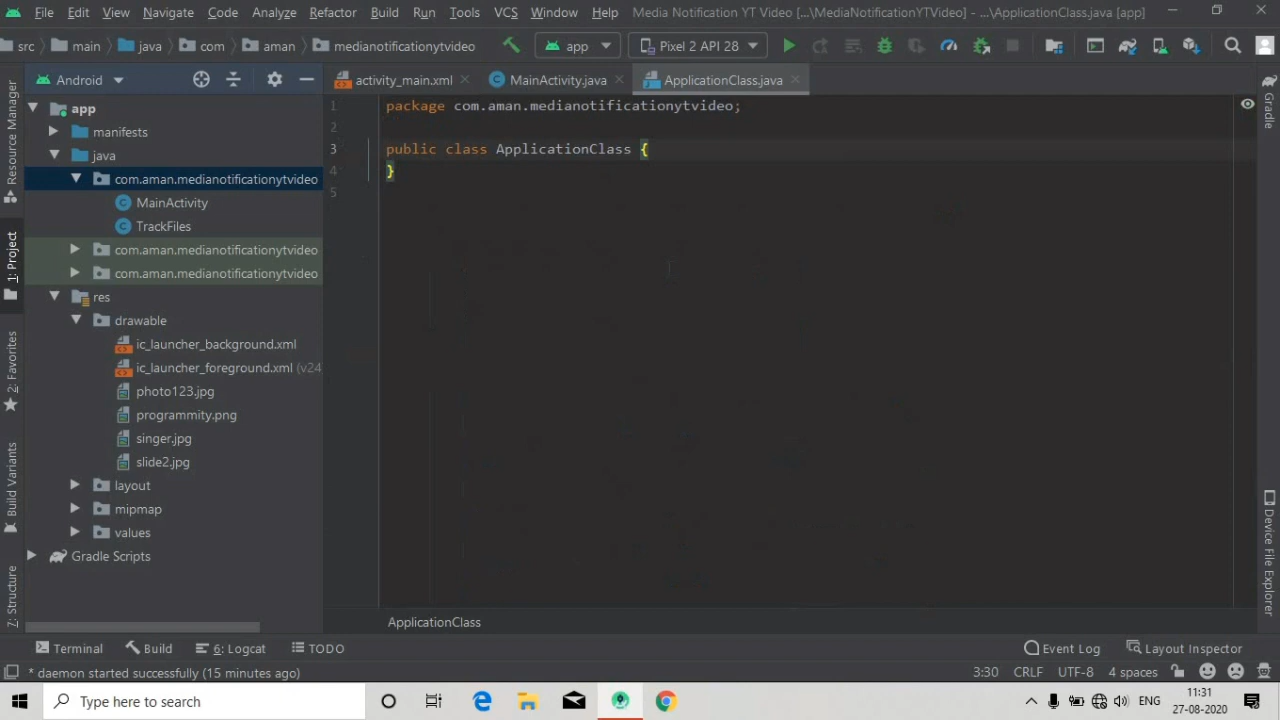 File Edit View Navigate Code Analyze Refactor Build Run Tools VCS Window Help Media Notification YT Video [...\MediaNotificationYTVideo] - ...\ApplicationClass.java [app]
src main java com aman medianotificationytvideo app Pixel 2 API 28
Android activity_main.xml MainActivity.java ApplicationClass.java
Resource Manager
1: Project
2: Favorites
Build Variants
Z: Structure
app
manifests
java
com.aman.medianotificationytvideo
MainActivity
TrackFiles
com.aman.medianotificationytvideo
com.aman.medianotificationytvideo
res
drawable
ic_launcher_background.xml
ic_launcher_foreground.xml (v24
photo123.jpg
programmity.png
singer.jpg
slide2.jpg
layout
mipmap
values
Gradle Scripts
1 package com.aman.medianotificationytvideo;
2
3 public class ApplicationClass {
4 }
5
Gradle
Device File Explorer
ApplicationClass
Terminal Build 6: Logcat TODO Event Log Layout Inspector
* daemon started successfully (15 minutes ago) 3:30 CRLF UTF-8 4 spaces
Type here to search ENG 11:31
27-08-2020